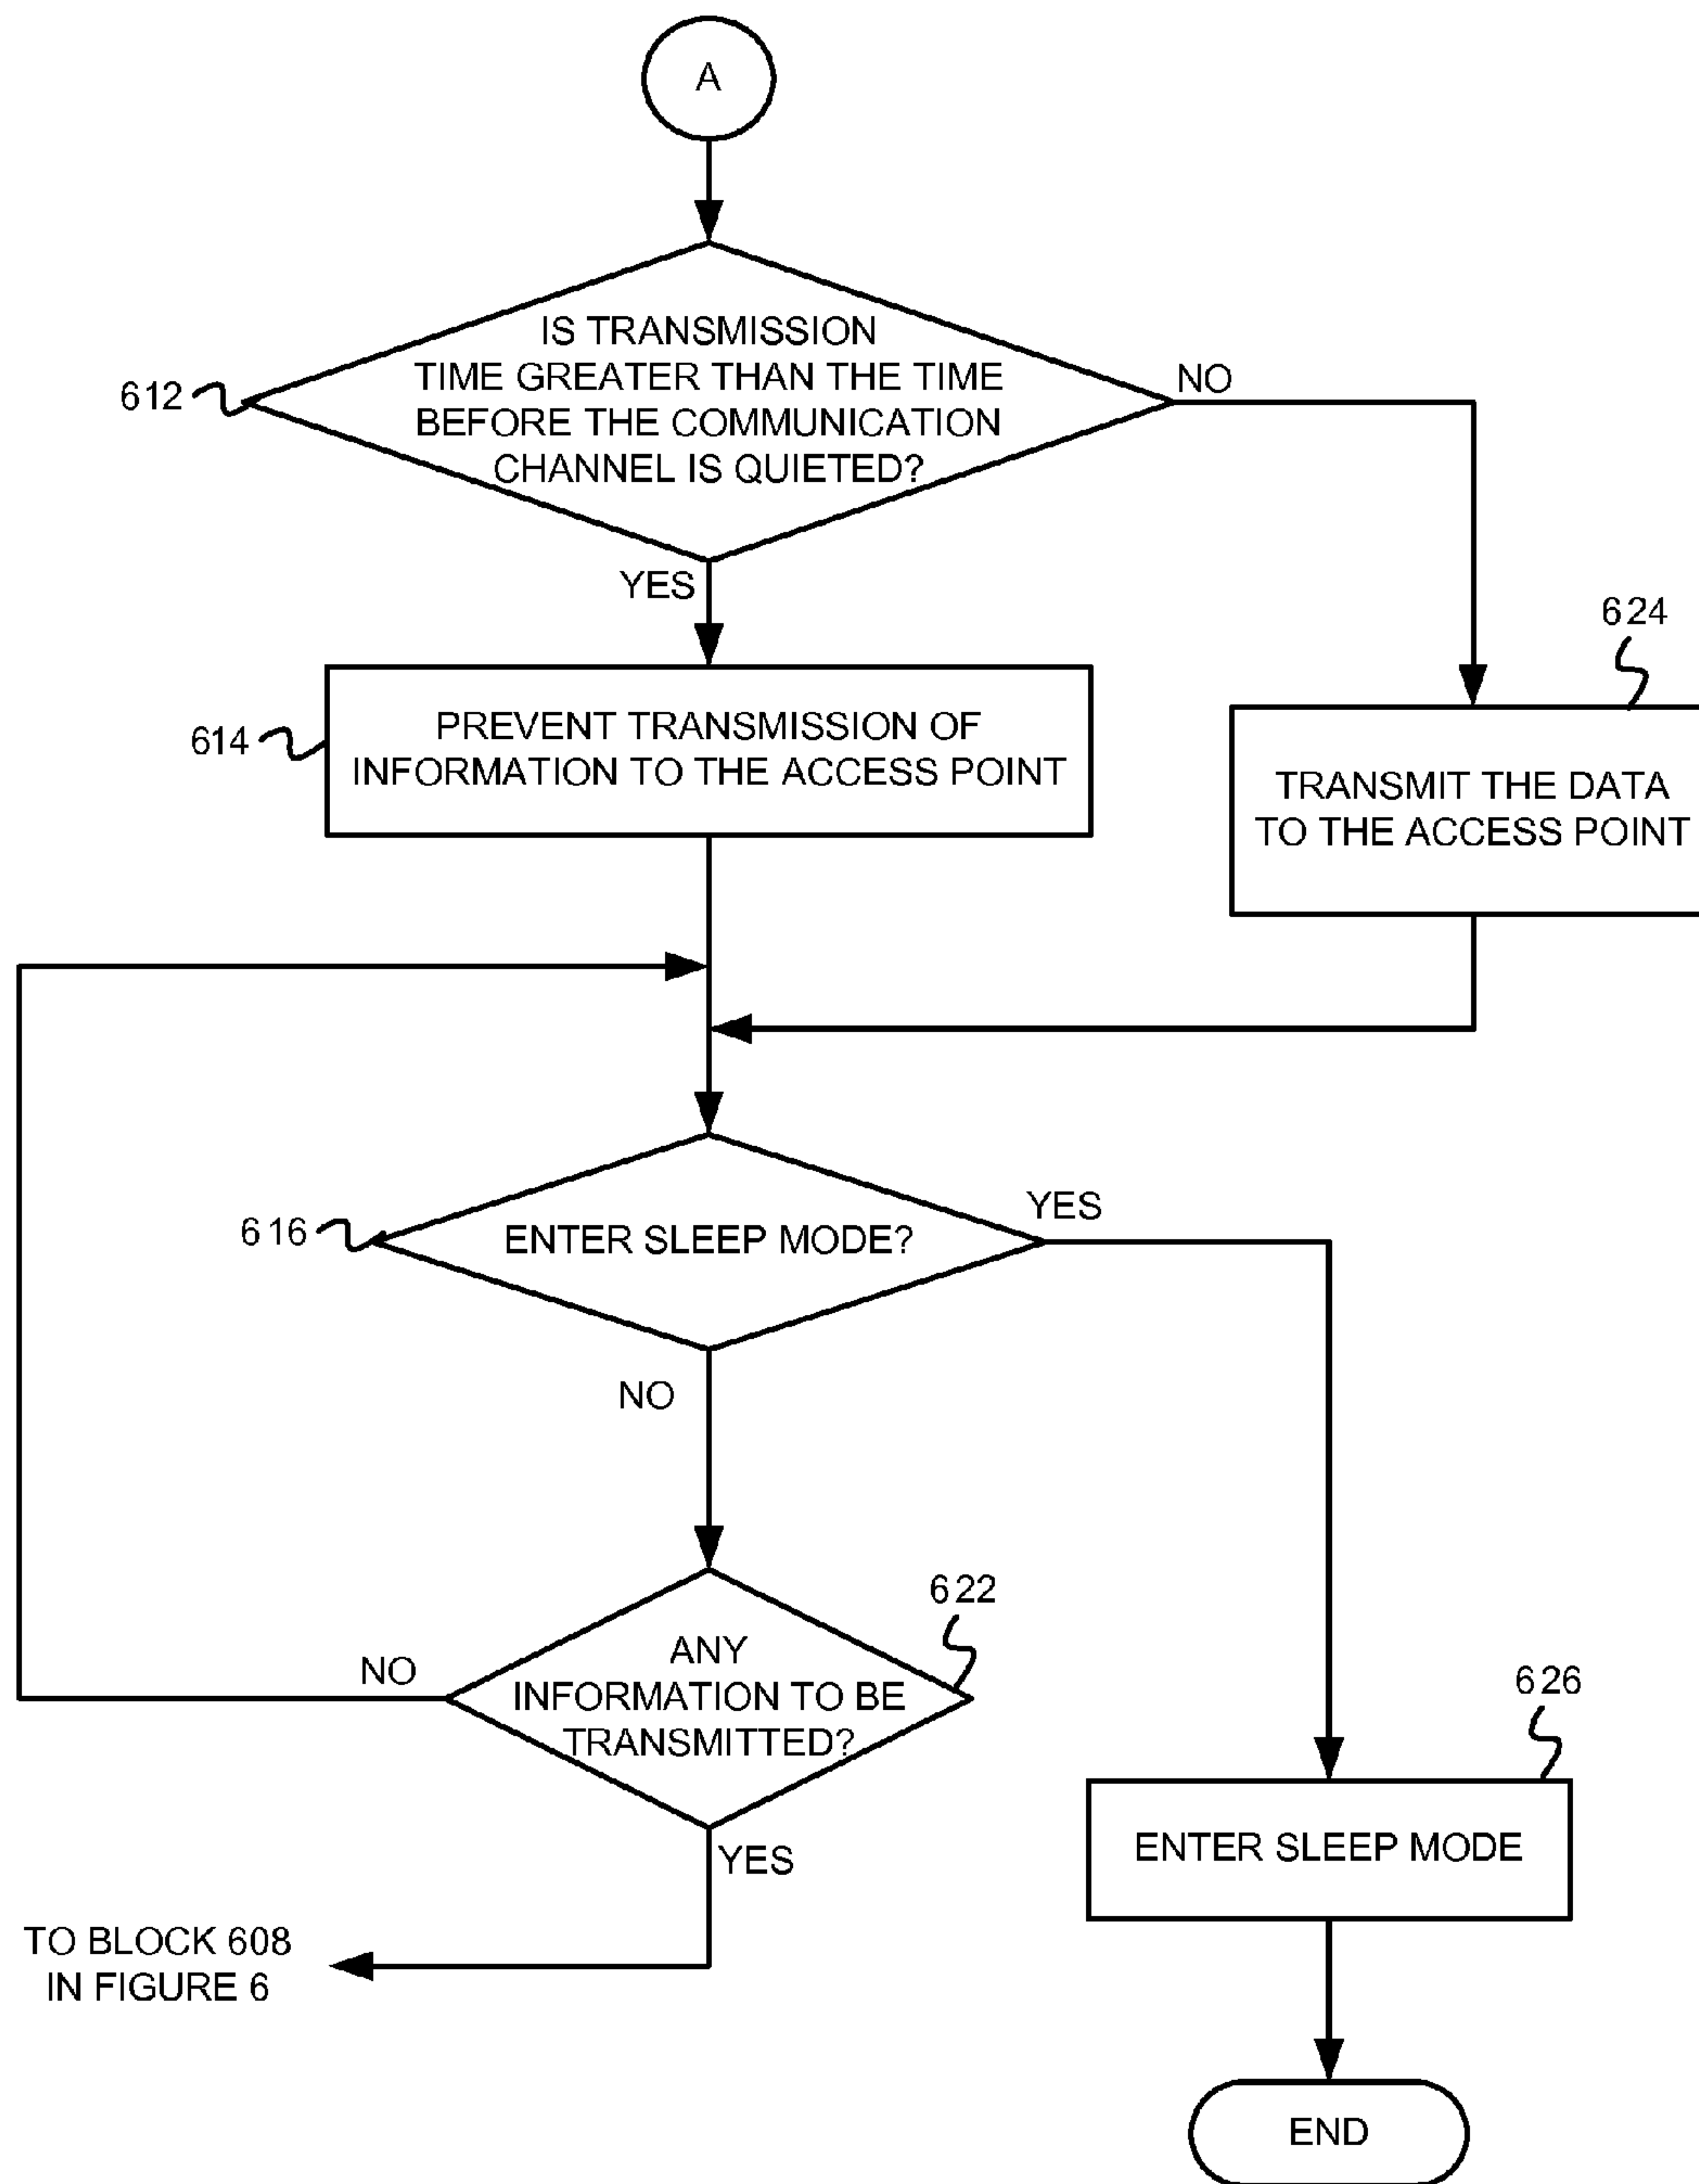 A
IS TRANSMISSION
TIME GREATER THAN THE TIME
BEFORE THE COMMUNICATION
CHANNEL IS QUIETED?
612
NO
YES
624
614
PREVENT TRANSMISSION OF
INFORMATION TO THE ACCESS POINT
TRANSMIT THE DATA
TO THE ACCESS POINT
616
ENTER SLEEP MODE?
YES
NO
622
ANY
INFORMATION TO BE
TRANSMITTED?
NO
YES
626
ENTER SLEEP MODE
TO BLOCK 608
IN FIGURE 6
END